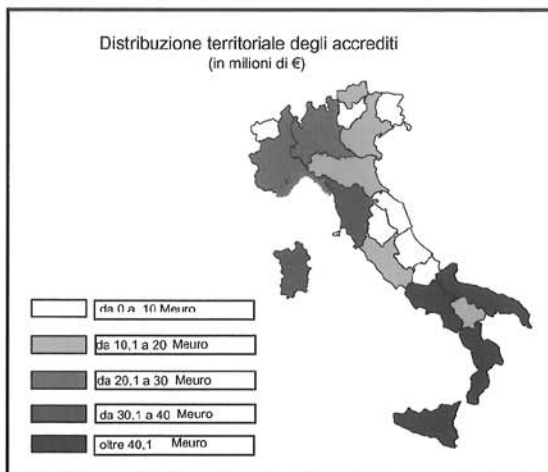 Distribuzione territoriale degli accrediti
(in milioni di €)
da 0 a 10 Meuro
da 10,1 a 20 Meuro
da 20,1 a 30 Meuro
da 30,1 a 40 Meuro
oltre 40,1 Meuro